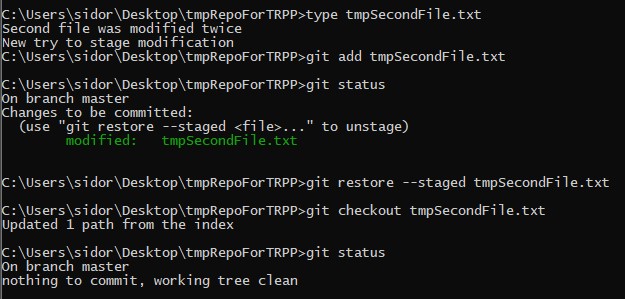 C:\Users\sidor\Desktop\tmpRepoForTRPP>type tmpSecondFile.txt
Second file was modified twice
New try to stage modification
C:\Users\sidor\Desktop\tmpRepoForTRPP>git add tmpSecondFile.txt
C:\Users\sidor\Desktop\tmpRepoForTRPP>git status
On branch master
Changes to be committed:
  (use "git restore --staged <file>..." to unstage)
        modified:   tmpSecondFile.txt
C:\Users\sidor\Desktop\tmpRepoForTRPP>git restore --staged tmpSecondFile.txt
C:\Users\sidor\Desktop\tmpRepoForTRPP>git checkout tmpSecondFile.txt
Updated 1 path from the index
C:\Users\sidor\Desktop\tmpRepoForTRPP>git status
On branch master
nothing to commit, working tree clean